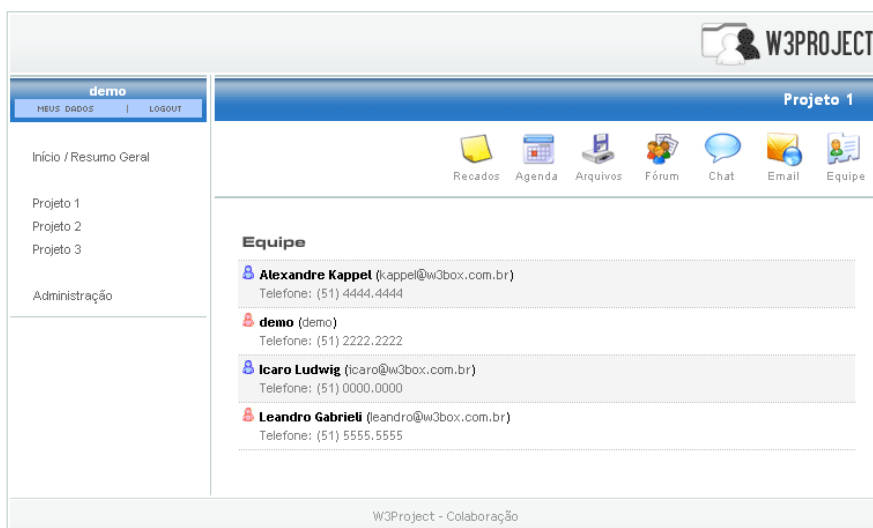 W3PROJECT
demo
MEUS DADOS | LOGOUT
Projeto 1
Início / Resumo Geral
Projeto 1
Projeto 2
Projeto 3
Administração
Recados Agenda Arquivos Fórum Chat Email Equipe
Equipe
Alexandre Kappel (kappel@w3box.com.br)
Telefone: (51) 4444.4444
demo (demo)
Telefone: (51) 2222.2222
Icaro Ludwig (icaro@w3box.com.br)
Telefone: (51) 0000.0000
Leandro Gabrieli (leandro@w3box.com.br)
Telefone: (51) 5555.5555
W3Project - Colaboração